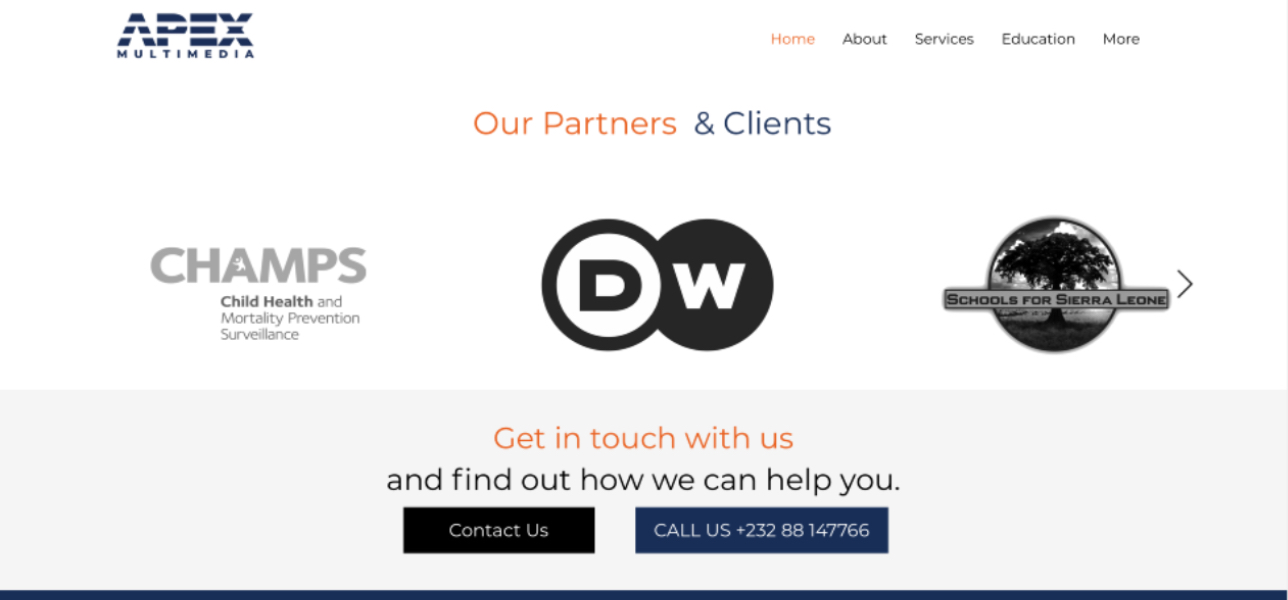 APEX
MULTIMEDIA
Home About Services Education More
Our Partners & Clients
CHAMPS
Child Health and
Mortality Prevention
Surveillance
DW
SCHOOLS FOR SIERRA LEONE
Get in touch with us
and find out how we can help you.
Contact Us
CALL US +232 88 147766